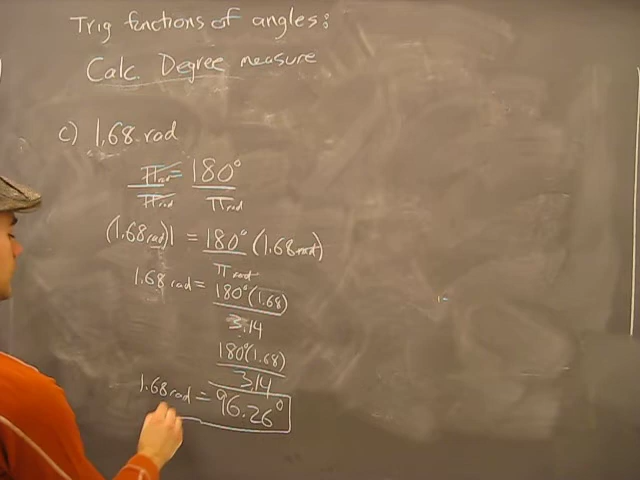 Trig functions of angles:
Calc. Degree measure
c) 1.68 rad
π rad = 180°
π rad π rad
(1.68 rad)1 = 180° (1.68 rad)
π rad
1.68 rad = 180°(1.68)
3.14
180°(1.68)
3.14
1.68 rad = 96.26°